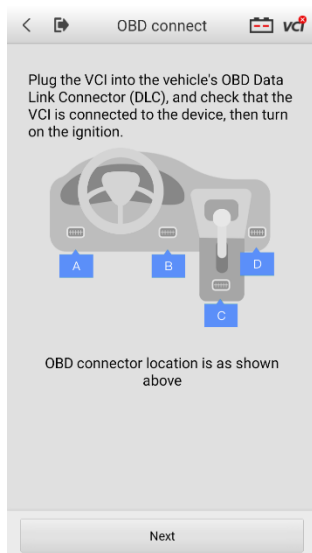 OBD connect
VCI
Plug the VCI into the vehicle's OBD Data
Link Connector (DLC), and check that the
VCI is connected to the device, then turn
on the ignition.
A
B
D
C
OBD connector location is as shown
above
Next